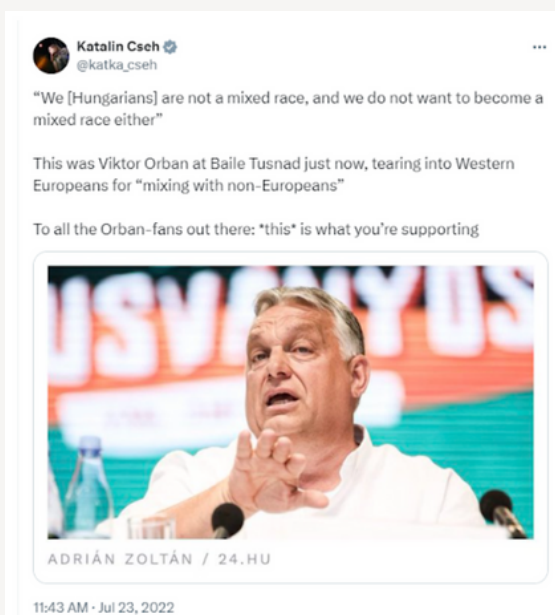 Katalin Cseh
@katka_cseh
“We [Hungarians] are not a mixed race, and we do not want to become a
mixed race either”
This was Viktor Orban at Baile Tusnad just now, tearing into Western
Europeans for “mixing with non-Europeans”
To all the Orban-fans out there: *this* is what you’re supporting
USVÁNYOS
ADRIÁN ZOLTÁN / 24.HU
11:43 AM · Jul 23, 2022